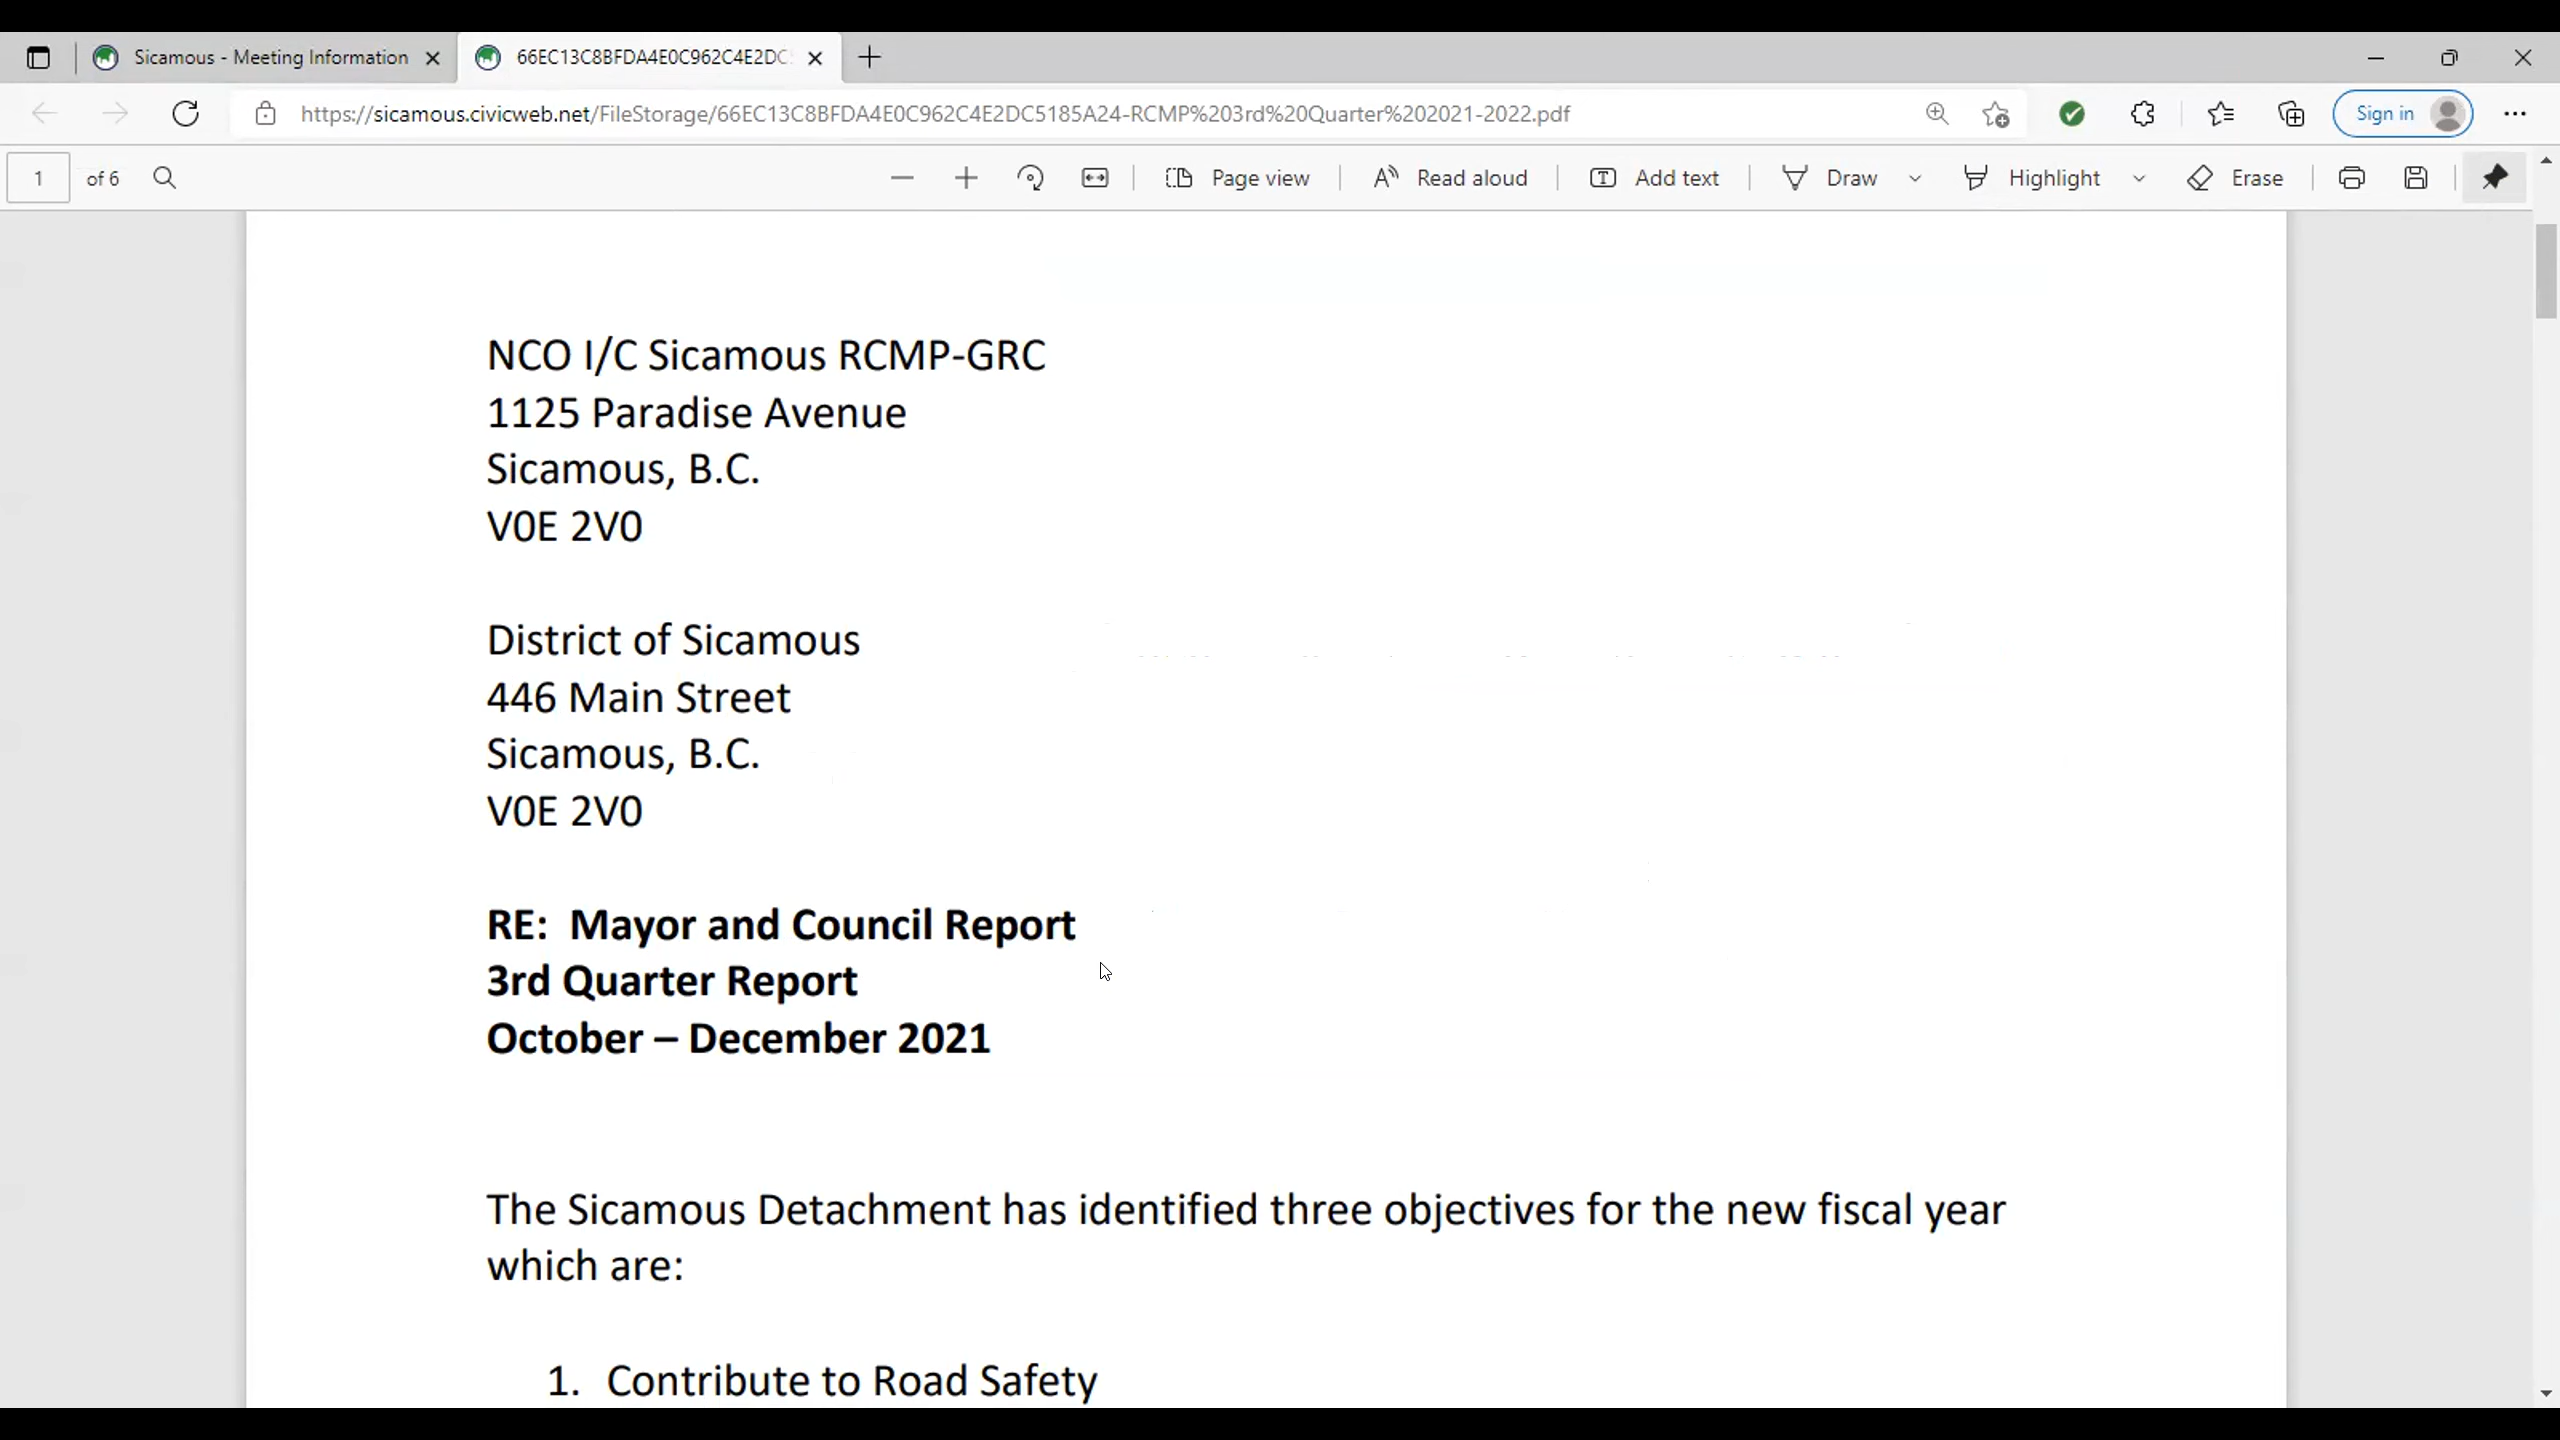 Sicamous - Meeting Information
66EC13C8BFDA4E0C962C4E2DC
https://sicamous.civicweb.net/FileStorage/66EC13C8BFDA4E0C962C4E2DC5185A24-RCMP%203rd%20Quarter%202021-2022.pdf
Sign in
1 of 6
Page view
Read aloud
Add text
Draw
Highlight
Erase
NCO I/C Sicamous RCMP-GRC
1125 Paradise Avenue
Sicamous, B.C.
V0E 2V0
District of Sicamous
446 Main Street
Sicamous, B.C.
V0E 2V0
RE:  Mayor and Council Report
3rd Quarter Report
October – December 2021
The Sicamous Detachment has identified three objectives for the new fiscal year
which are:
1. Contribute to Road Safety